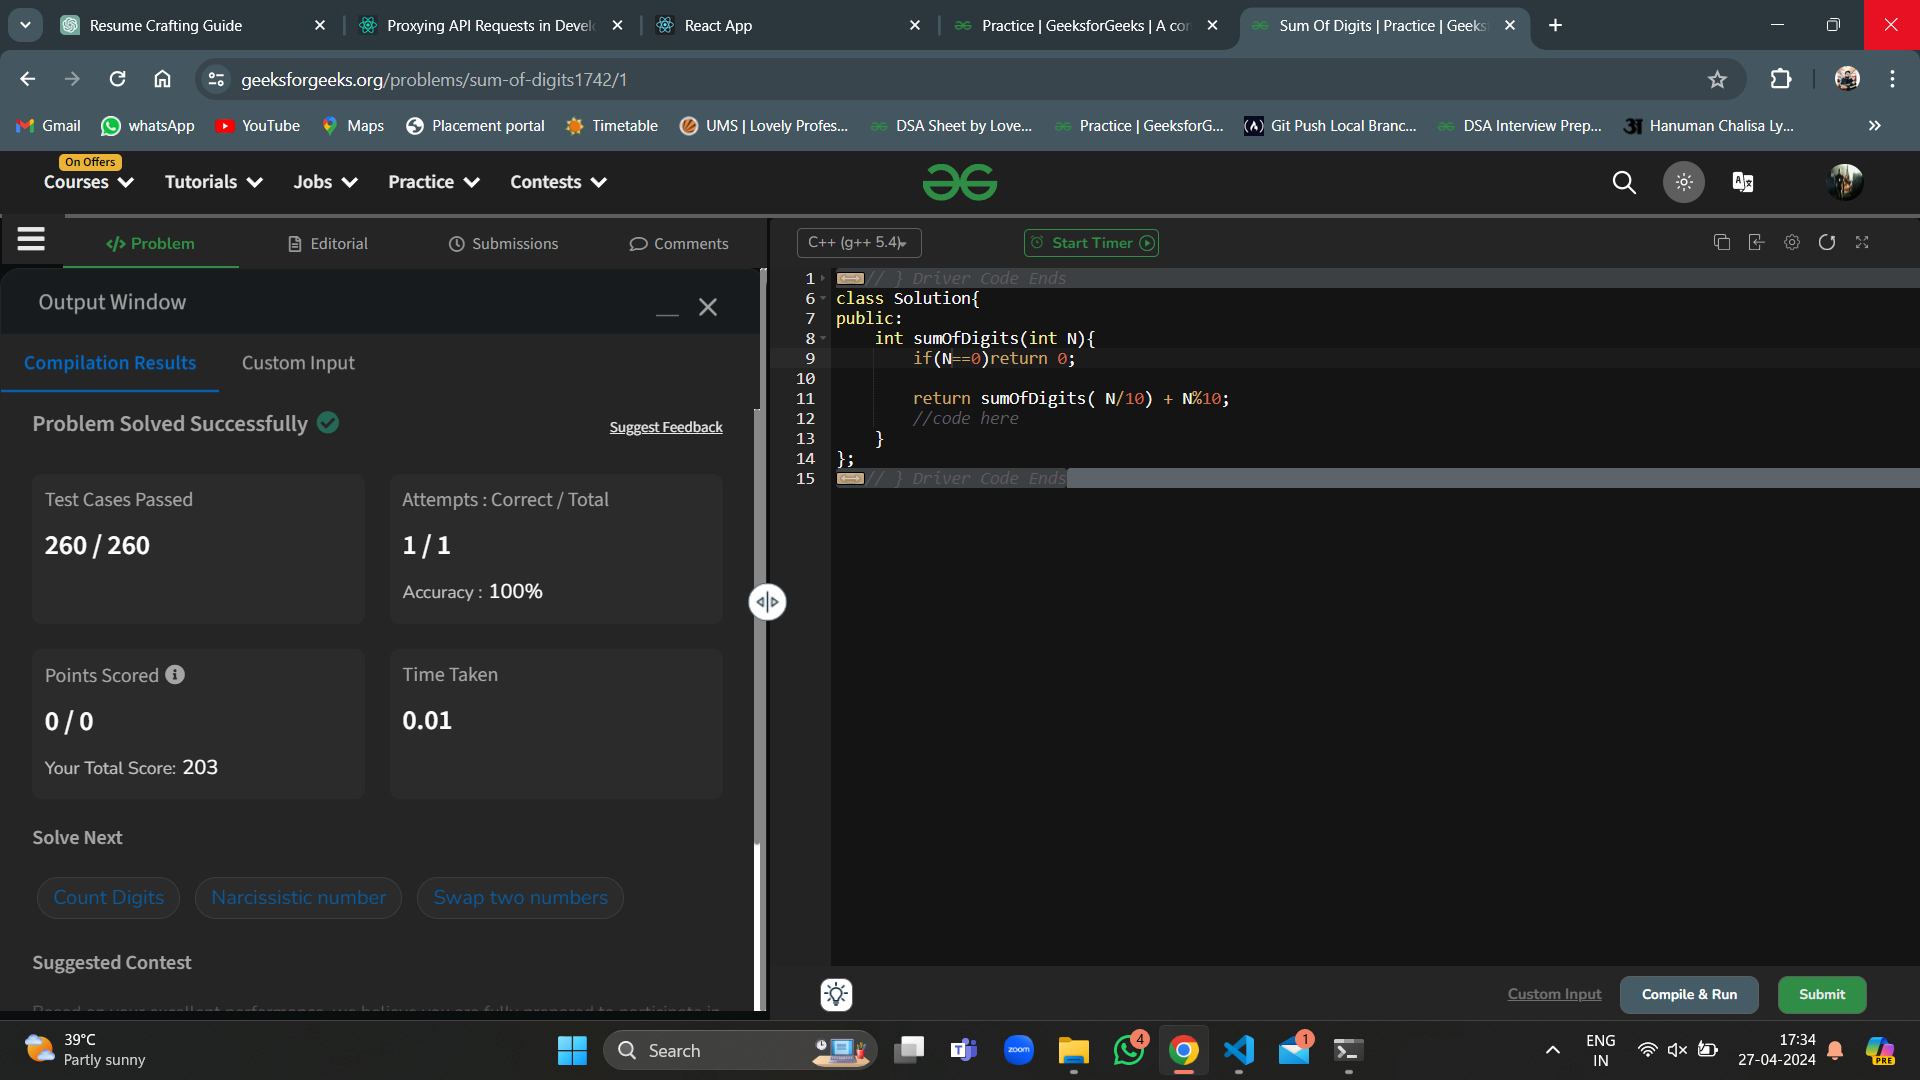 Resume Crafting Guide
Proxying API Requests in Develo
React App
Practice | GeeksforGeeks | A cor
Sum Of Digits | Practice | Geeks
geeksforgeeks.org/problems/sum-of-digits1742/1
Gmail
whatsApp
YouTube
Maps
Placement portal
Timetable
UMS | Lovely Profes...
DSA Sheet by Love...
Practice | GeeksforG...
Git Push Local Branc...
DSA Interview Prep...
Hanuman Chalisa Ly...
On Offers
Courses
Tutorials
Jobs
Practice
Contests
Problem
Editorial
Submissions
Comments
C++ (g++ 5.4)
Start Timer
Output Window
Compilation Results
Custom Input
Problem Solved Successfully
Suggest Feedback
Test Cases Passed
260 / 260
Attempts : Correct / Total
1 / 1
Accuracy : 100%
Points Scored
0 / 0
Your Total Score: 203
Time Taken
0.01
Solve Next
Count Digits
Narcissistic number
Swap two numbers
Suggested Contest
1 // } Driver Code Ends
6 class Solution{
7 public:
8 int sumOfDigits(int N){
9 if(N==0)return 0;
10
11 return sumOfDigits( N/10) + N%10;
12 //code here
13 }
14 };
15 // } Driver Code Ends
Custom Input
Compile & Run
Submit
39°C
Partly sunny
Search
zoom
4
1
ENG
IN
17:34
27-04-2024
PRE